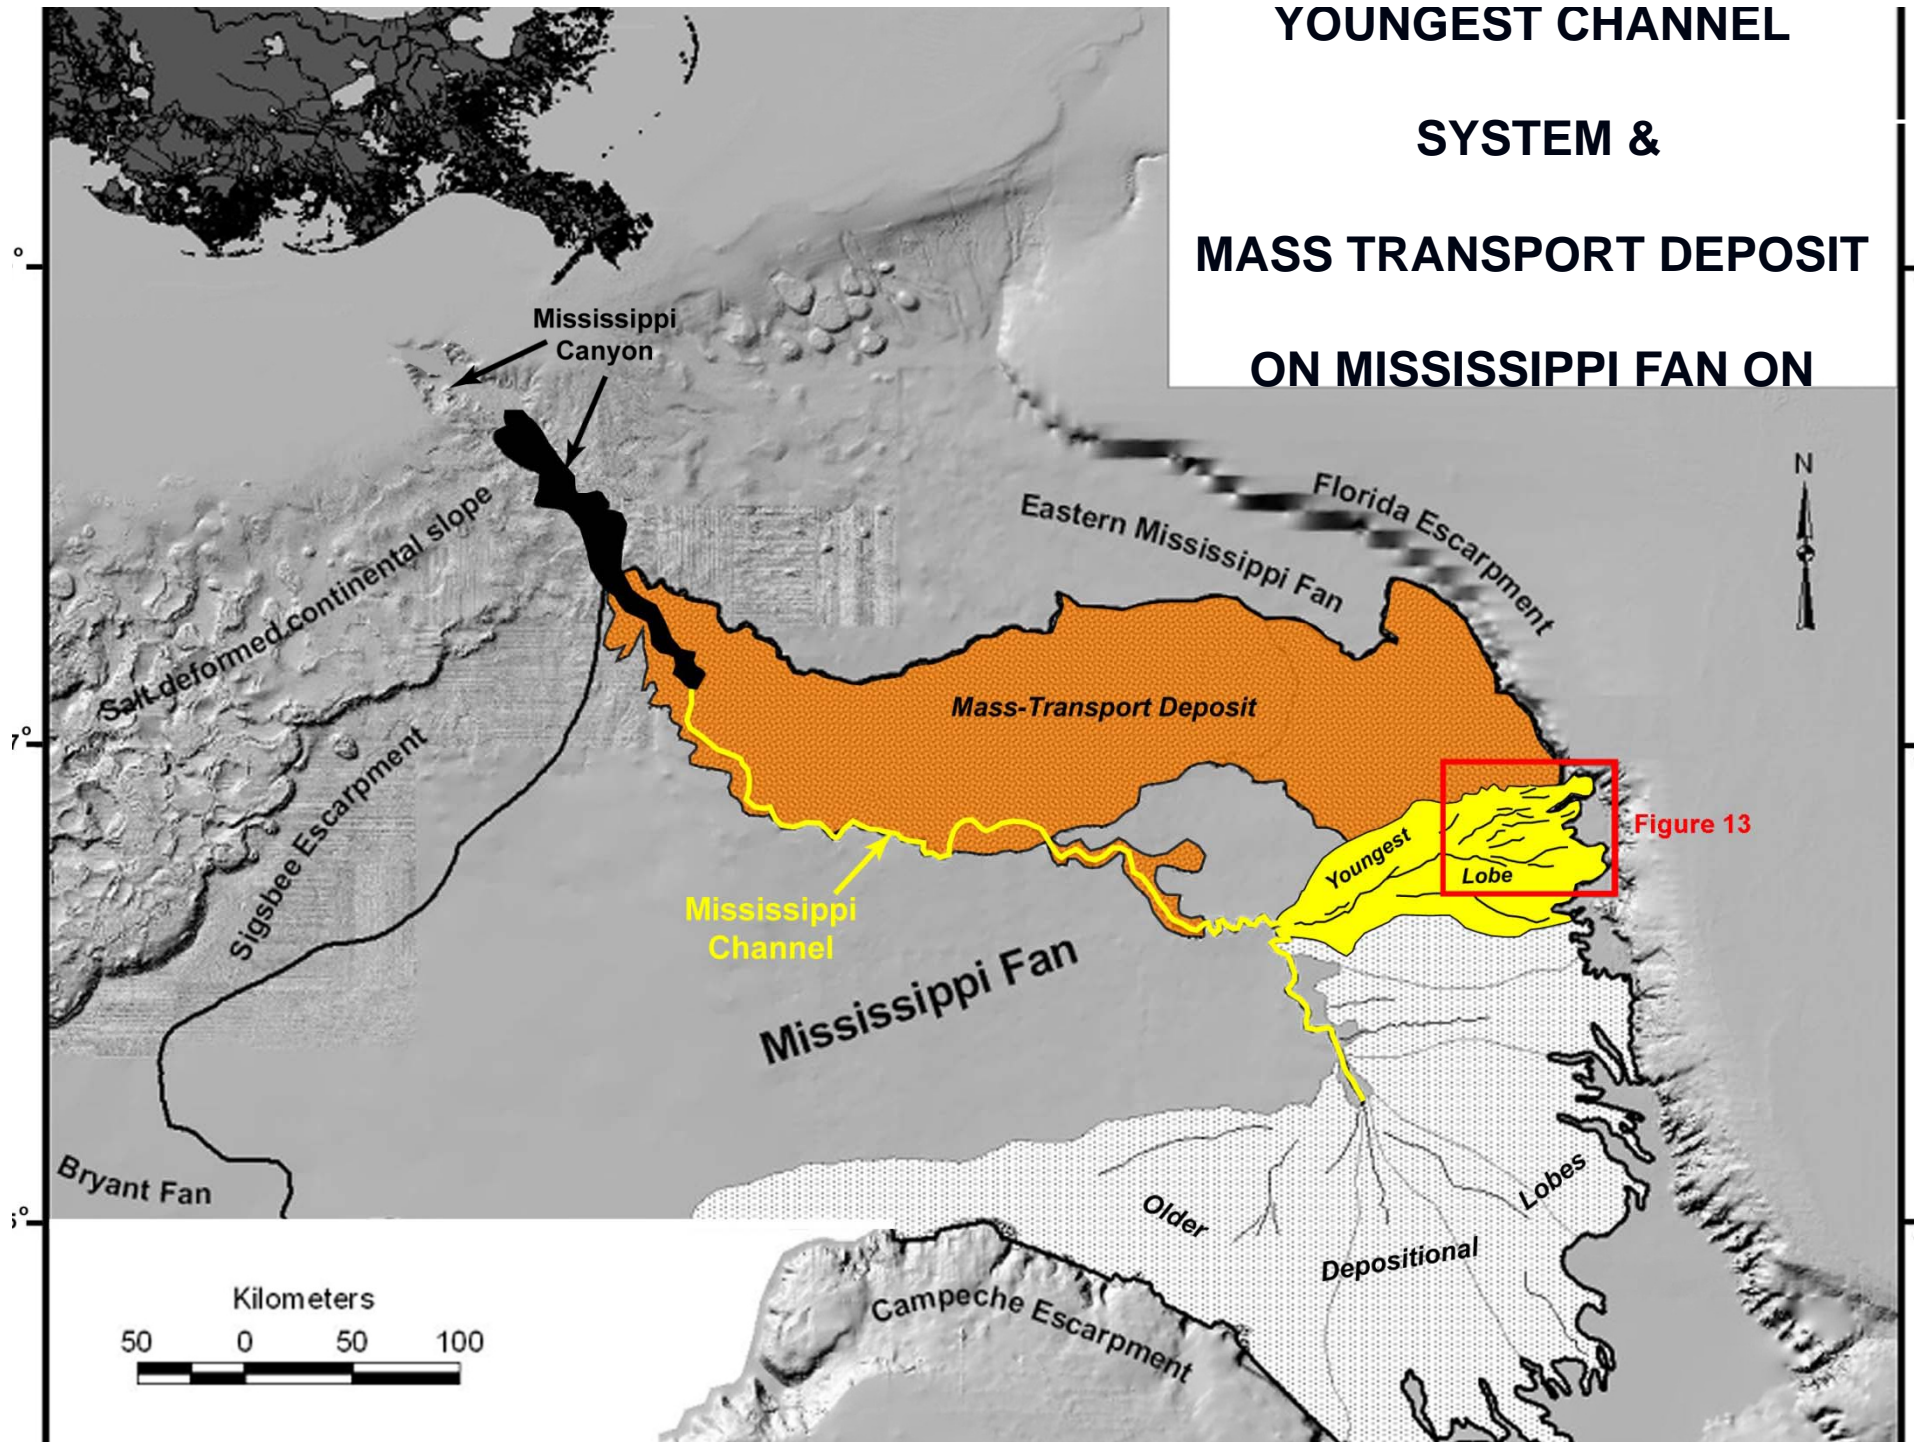 YOUNGEST CHANNEL
SYSTEM &
MASS TRANSPORT DEPOSIT
ON MISSISSIPPI FAN ON
°
Mississippi
Canyon
N
Florida Escarpment
Eastern Mississippi Fan
Salt deformed continental slope
Mass-Transport Deposit
7°
Sigsbee Escarpment
Figure 13
Youngest
Lobe
Mississippi
Channel
Mississippi Fan
Bryant Fan
Older
Lobes
Depositional
Campeche Escarpment
Kilometers
50 0 50 100